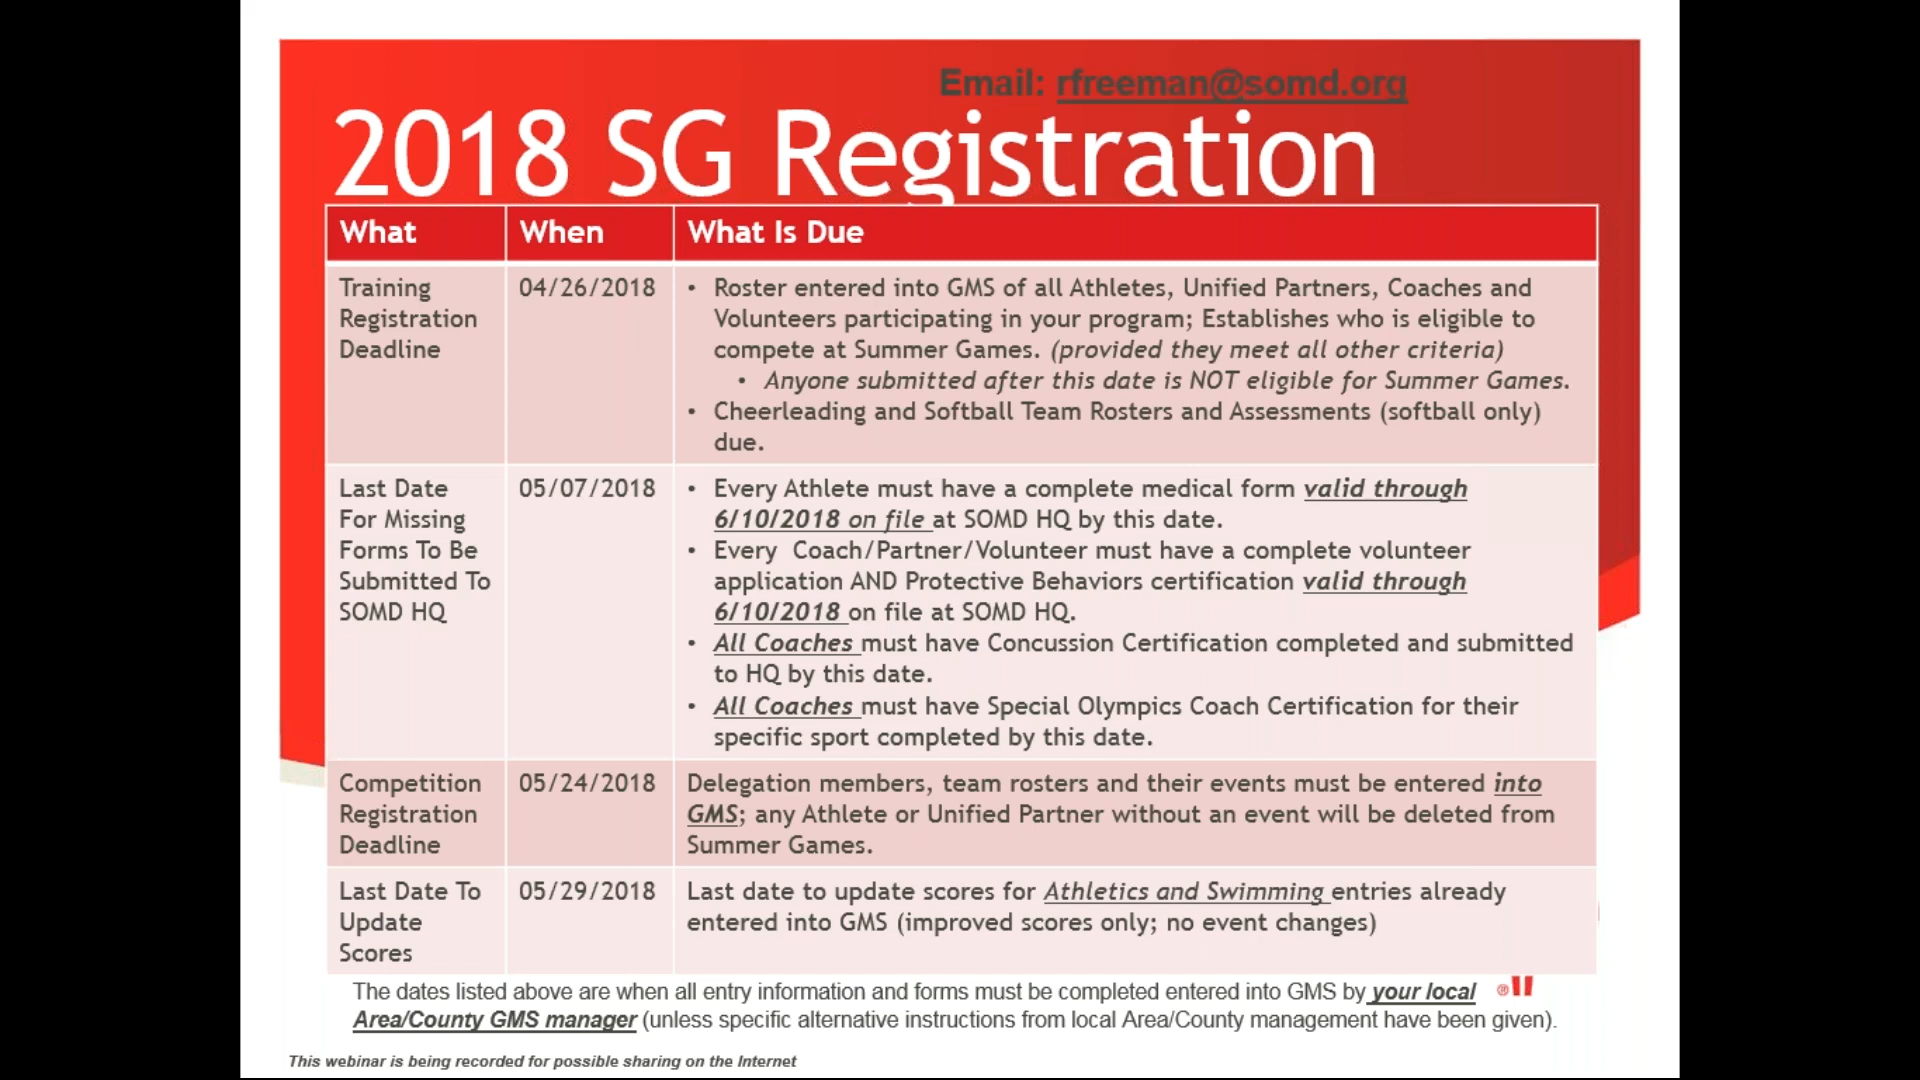 Email: rfreeman@somd.org
2018 SG Registration
What When What Is Due
Training Registration Deadline
04/26/2018
• Roster entered into GMS of all Athletes, Unified Partners, Coaches and
Volunteers participating in your program; Establishes who is eligible to
compete at Summer Games. (provided they meet all other criteria)
• Anyone submitted after this date is NOT eligible for Summer Games.
• Cheerleading and Softball Team Rosters and Assessments (softball only)
due.
Last Date
For Missing
Forms To Be
Submitted To
SOMD HQ
05/07/2018
• Every Athlete must have a complete medical form valid through
6/10/2018 on file at SOMD HQ by this date.
• Every Coach/Partner/Volunteer must have a complete volunteer
application AND Protective Behaviors certification valid through
6/10/2018 on file at SOMD HQ.
• All Coaches must have Concussion Certification completed and submitted
to HQ by this date.
• All Coaches must have Special Olympics Coach Certification for their
specific sport completed by this date.
Competition
Registration
Deadline
05/24/2018
Delegation members, team rosters and their events must be entered into
GMS; any Athlete or Unified Partner without an event will be deleted from
Summer Games.
Last Date To
Update
Scores
05/29/2018
Last date to update scores for Athletics and Swimming entries already
entered into GMS (improved scores only; no event changes)
The dates listed above are when all entry information and forms must be completed entered into GMS by your local
Area/County GMS manager (unless specific alternative instructions from local Area/County management have been given).
®
This webinar is being recorded for possible sharing on the Internet